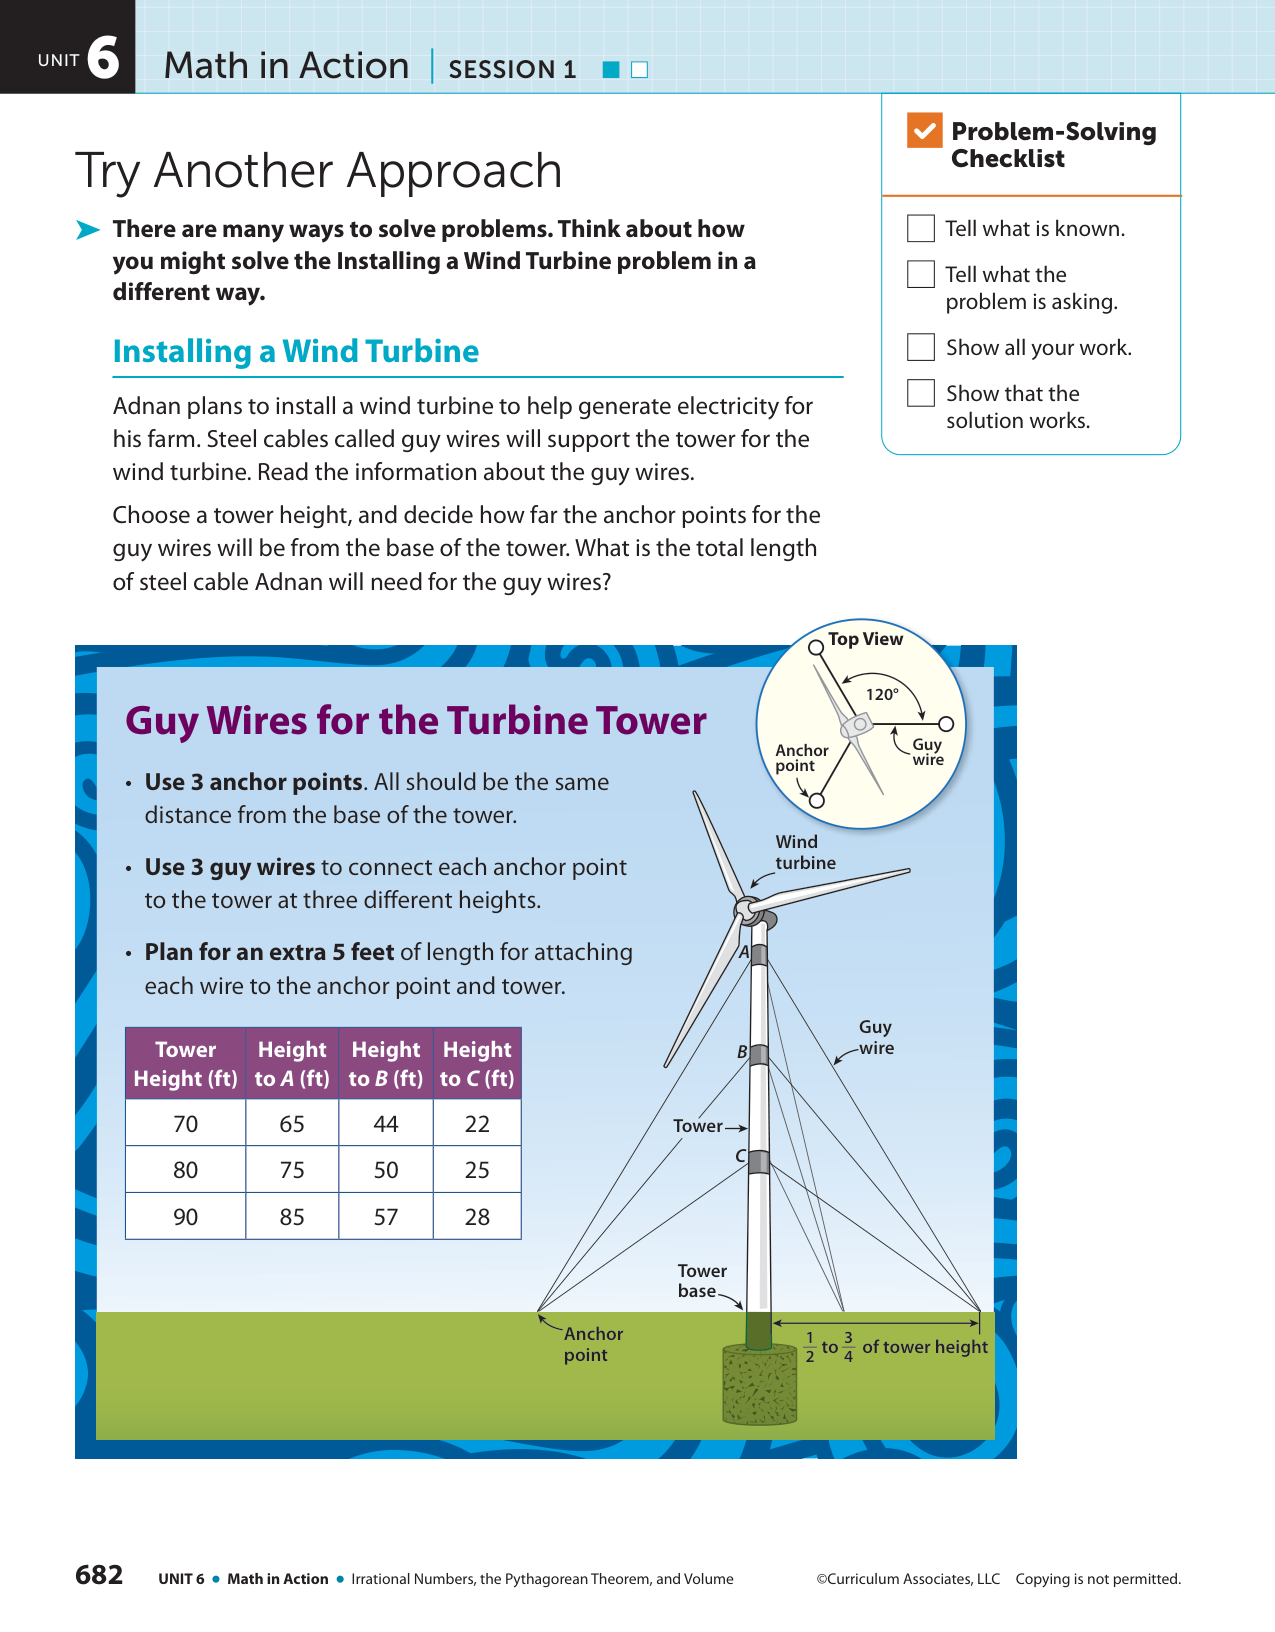 UNIT 6 Math in Action | SESSION 1
Problem-Solving
Checklist
Tell what is known.
Tell what the
problem is asking.
Show all your work.
Show that the
solution works.
Try Another Approach
There are many ways to solve problems. Think about how
you might solve the Installing a Wind Turbine problem in a
different way.
Installing a Wind Turbine
Adnan plans to install a wind turbine to help generate electricity for
his farm. Steel cables called guy wires will support the tower for the
wind turbine. Read the information about the guy wires.
Choose a tower height, and decide how far the anchor points for the
guy wires will be from the base of the tower. What is the total length
of steel cable Adnan will need for the guy wires?
Top View
120°
Guy
wire
Anchor
point
Guy Wires for the Turbine Tower
• Use 3 anchor points. All should be the same
distance from the base of the tower.
• Use 3 guy wires to connect each anchor point
to the tower at three different heights.
• Plan for an extra 5 feet of length for attaching
each wire to the anchor point and tower.
Tower Height (ft) Height to A (ft) Height to B (ft) Height to C (ft)
70 65 44 22
80 75 50 25
90 85 57 28
Wind
turbine
A
Guy
wire
B
Tower
C
Tower
base
Anchor
point
1/2 to 3/4 of tower height
682 UNIT 6 • Math in Action • Irrational Numbers, the Pythagorean Theorem, and Volume ©Curriculum Associates, LLC Copying is not permitted.